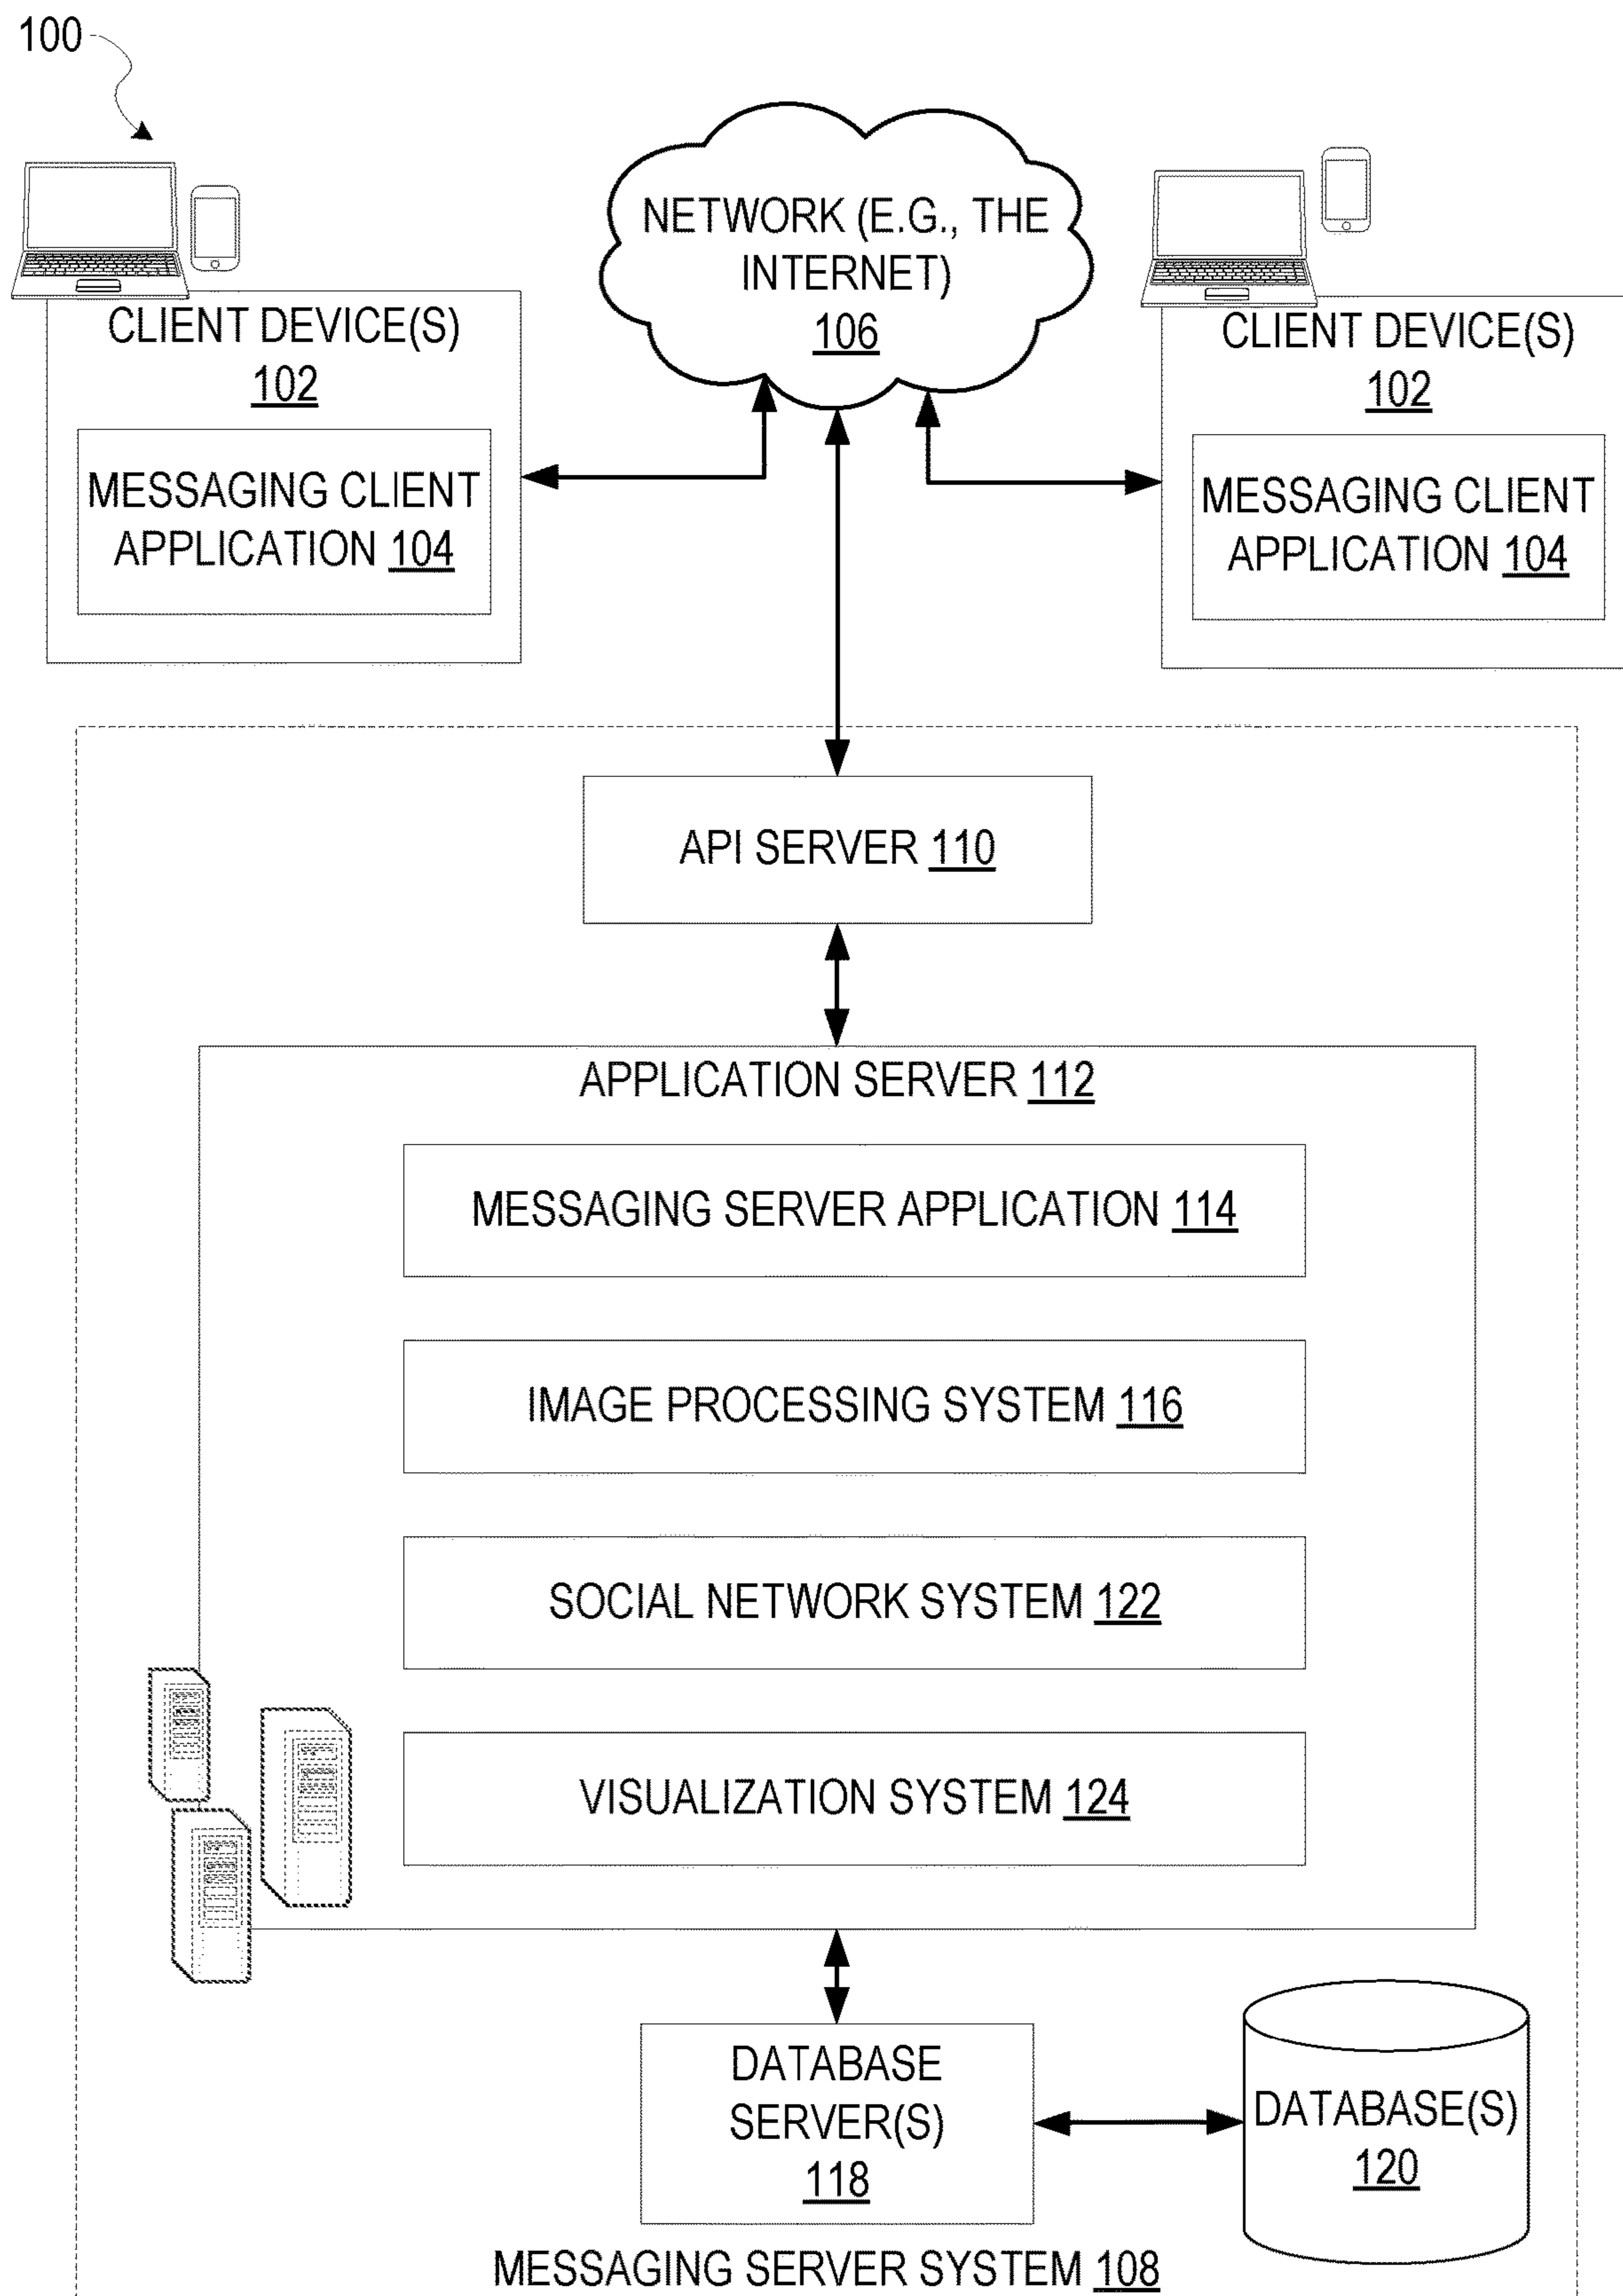 100
NETWORK (E.G., THE
INTERNET)
106
CLIENT DEVICE(S)
102
MESSAGING CLIENT
APPLICATION 104
CLIENT DEVICE(S)
102
MESSAGING CLIENT
APPLICATION 104
API SERVER 110
APPLICATION SERVER 112
MESSAGING SERVER APPLICATION 114
IMAGE PROCESSING SYSTEM 116
SOCIAL NETWORK SYSTEM 122
VISUALIZATION SYSTEM 124
DATABASE
SERVER(S)
118
DATABASE(S)
120
MESSAGING SERVER SYSTEM 108